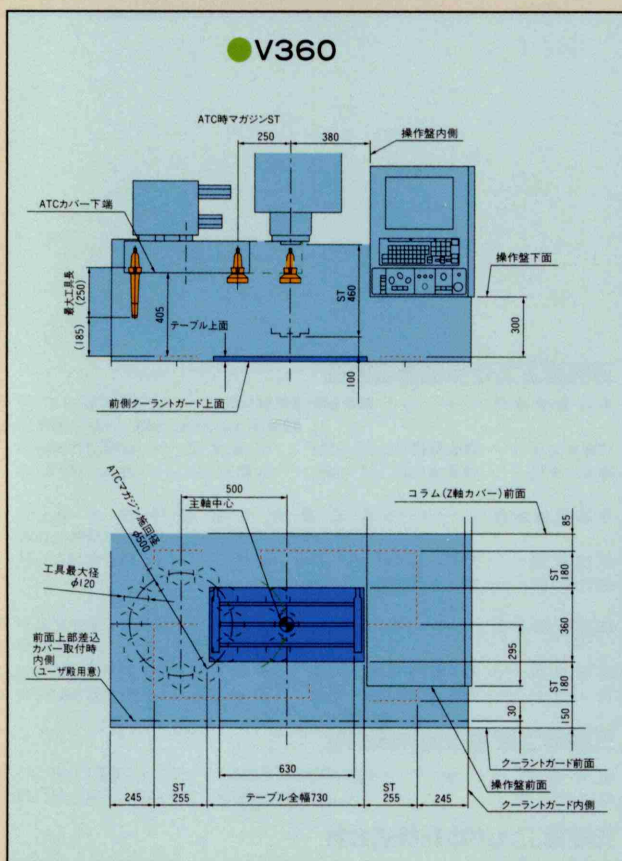 V360
ATC時マガジンST
250
380
操作盤内側
ATCカバー下端
操作盤下面
最大工具長
(250)
(185)
405
テーブル上面
ST
460
300
100
前側クーラントガード上面
500
主軸中心
コラム(Z軸カバー)前面
85
ATCマガジン施回径
φ500
ST
180
工具最大径
φ120
360
前面上部差込
カバー取付時
内側
(ユーザ殿用意)
295
ST
180
30
150
クーラントガード前面
操作盤前面
クーラントガード内側
630
245
ST
255
テーブル全幅730
ST
255
245